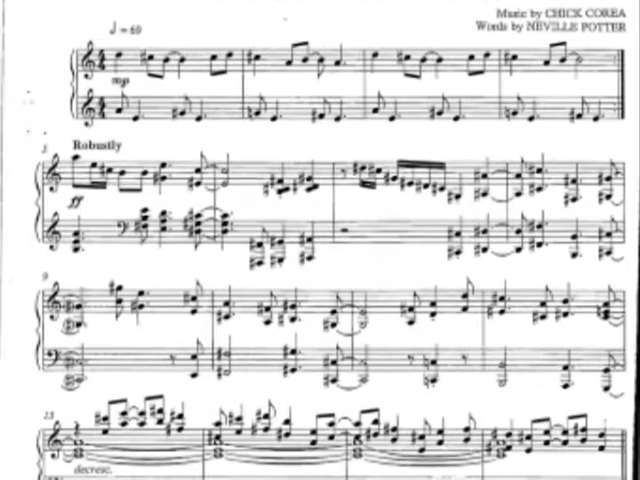 Music by CHICK COREA
Words by NEVILLE POTTER
♩ = 69
mp
5
Robustly
ff
9
13
decresc.